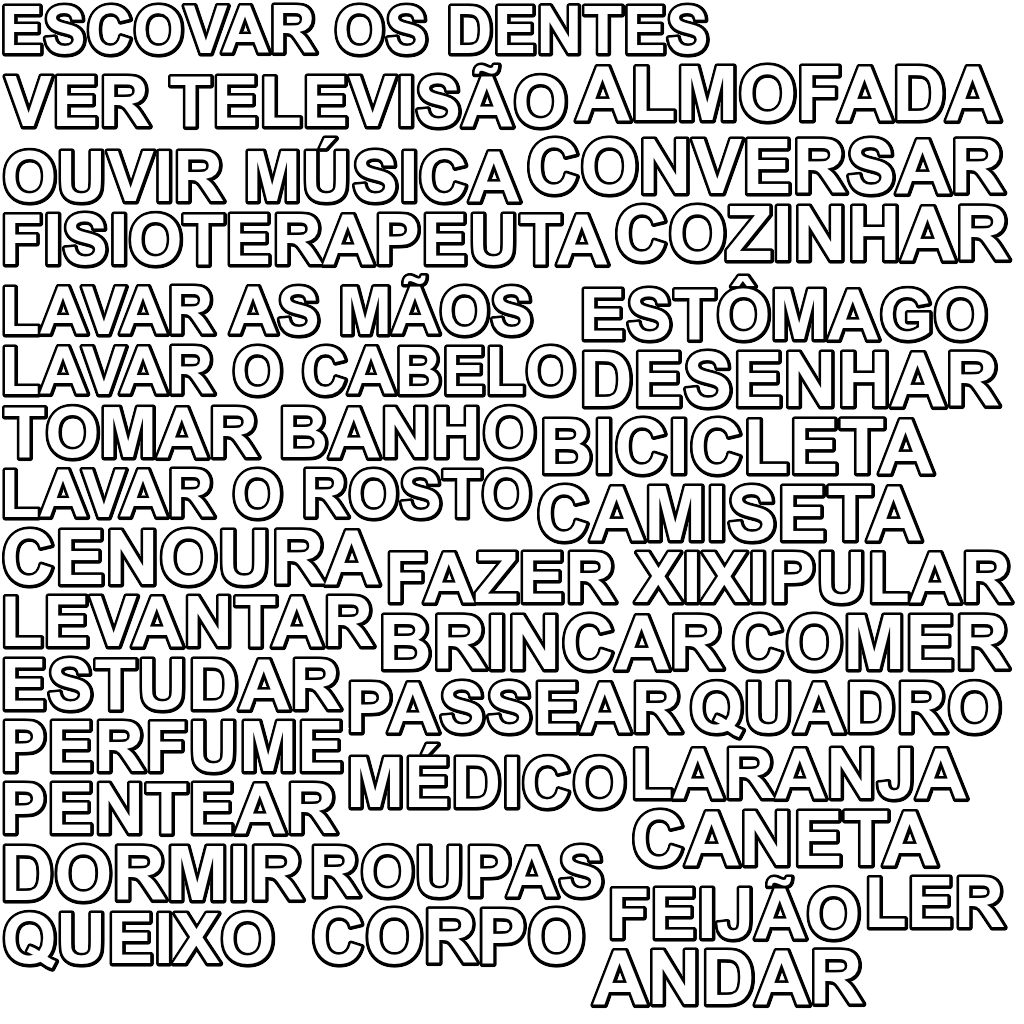 ESCOVAR OS DENTES
VER TELEVISÃO ALMOFADA
OUVIR MÚSICA CONVERSAR
FISIOTERAPEUTA COZINHAR
LAVAR AS MÃOS ESTÔMAGO
LAVAR O CABELO DESENHAR
TOMAR BANHO BICICLETA
LAVAR O ROSTO CAMISETA
CENOURA FAZER XIXI PULAR
LEVANTAR BRINCAR COMER
ESTUDAR PASSEAR QUADRO
PERFUME MÉDICO LARANJA
PENTEAR CANETA
DORMIR ROUPAS FEIJÃO LER
QUEIXO CORPO
ANDAR